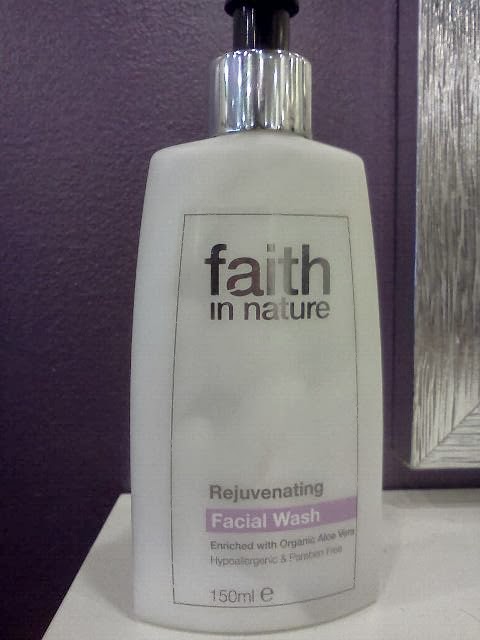 faith
in nature
Rejuvenating
Facial Wash
Enriched with Organic Aloe Vera
Hypoallergenic & Paraben Free
150ml ℮